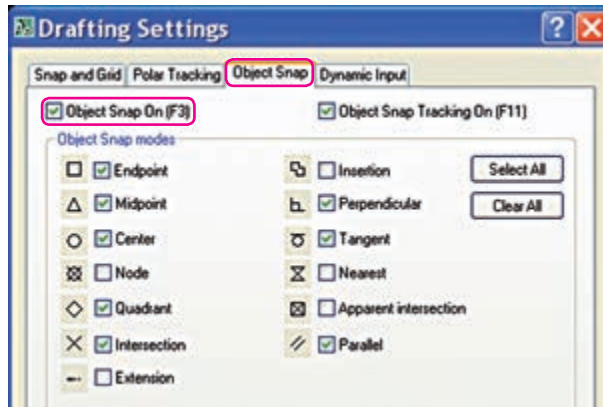 Drafting Settings
Snap and Grid Polar Tracking Object Snap Dynamic Input
Object Snap On (F3) Object Snap Tracking On (F11)
Object Snap modes
Endpoint Insertion Select All
Midpoint Perpendicular Clear All
Center Tangent
Node Nearest
Quadrant Apparent intersection
Intersection Parallel
Extension